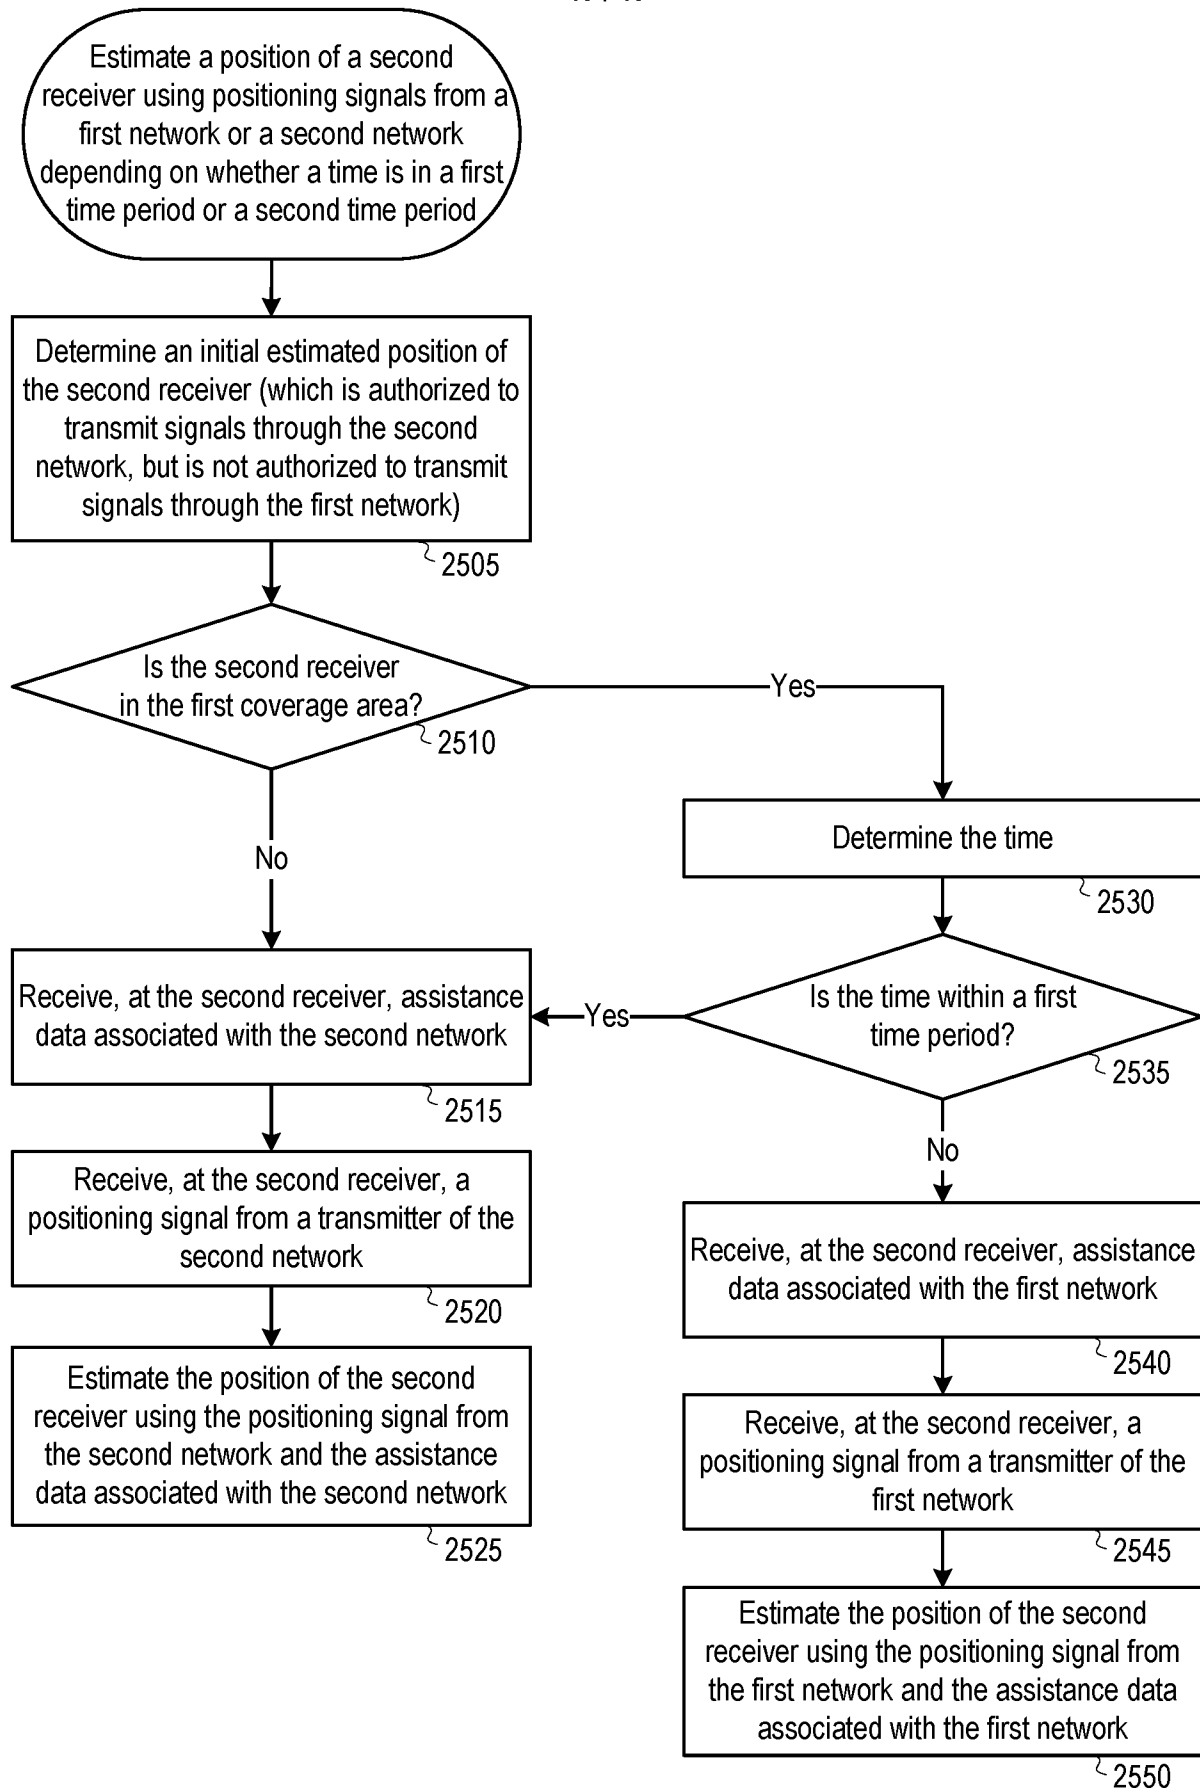 Estimate a position of a second
receiver using positioning signals from a
first network or a second network
depending on whether a time is in a first
time period or a second time period
Determine an initial estimated position of
the second receiver (which is authorized to
transmit signals through the second
network, but is not authorized to transmit
signals through the first network)
2505
Is the second receiver
in the first coverage area?
2510
Yes
No
Determine the time
2530
Is the time within a first
time period?
2535
Yes
No
Receive, at the second receiver, assistance
data associated with the second network
2515
Receive, at the second receiver, a
positioning signal from a transmitter of the
second network
2520
Estimate the position of the second
receiver using the positioning signal from
the second network and the assistance
data associated with the second network
2525
Receive, at the second receiver, assistance
data associated with the first network
2540
Receive, at the second receiver, a
positioning signal from a transmitter of the
first network
2545
Estimate the position of the second
receiver using the positioning signal from
the first network and the assistance data
associated with the first network
2550